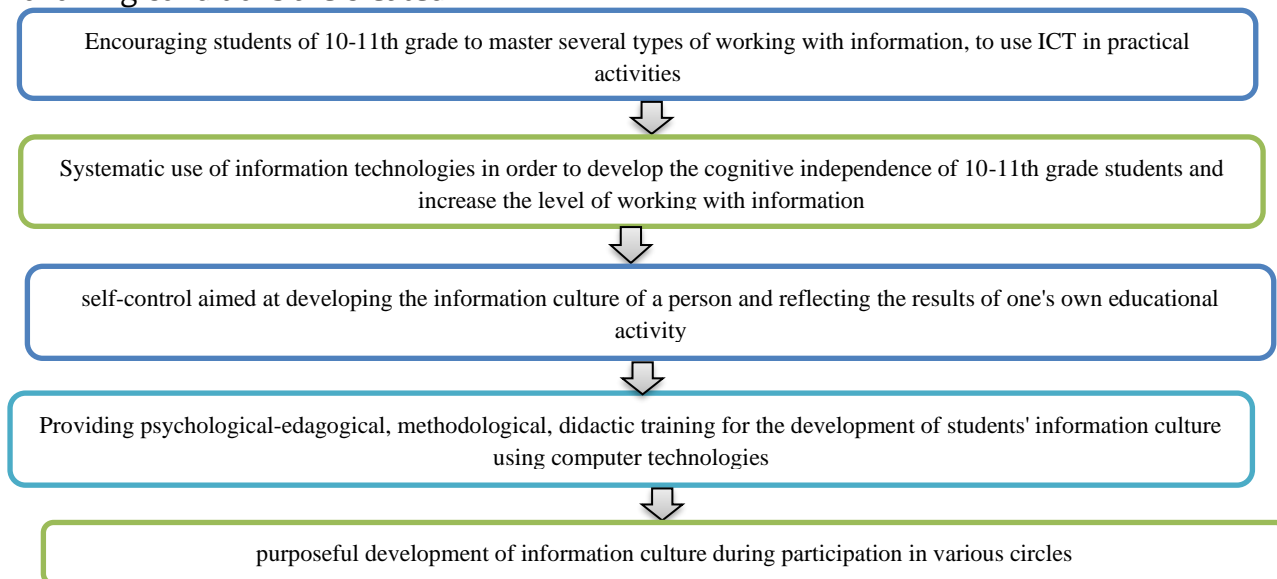 Encouraging students of 10-11th grade to master several types of working with information, to use ICT in practical
activities
Systematic use of information technologies in order to develop the cognitive independence of 10-11th grade students and
increase the level of working with information
self-control aimed at developing the information culture of a person and reflecting the results of one's own educational
activity
Providing psychological-edagogical, methodological, didactic training for the development of students' information culture
using computer technologies
purposeful development of information culture during participation in various circles